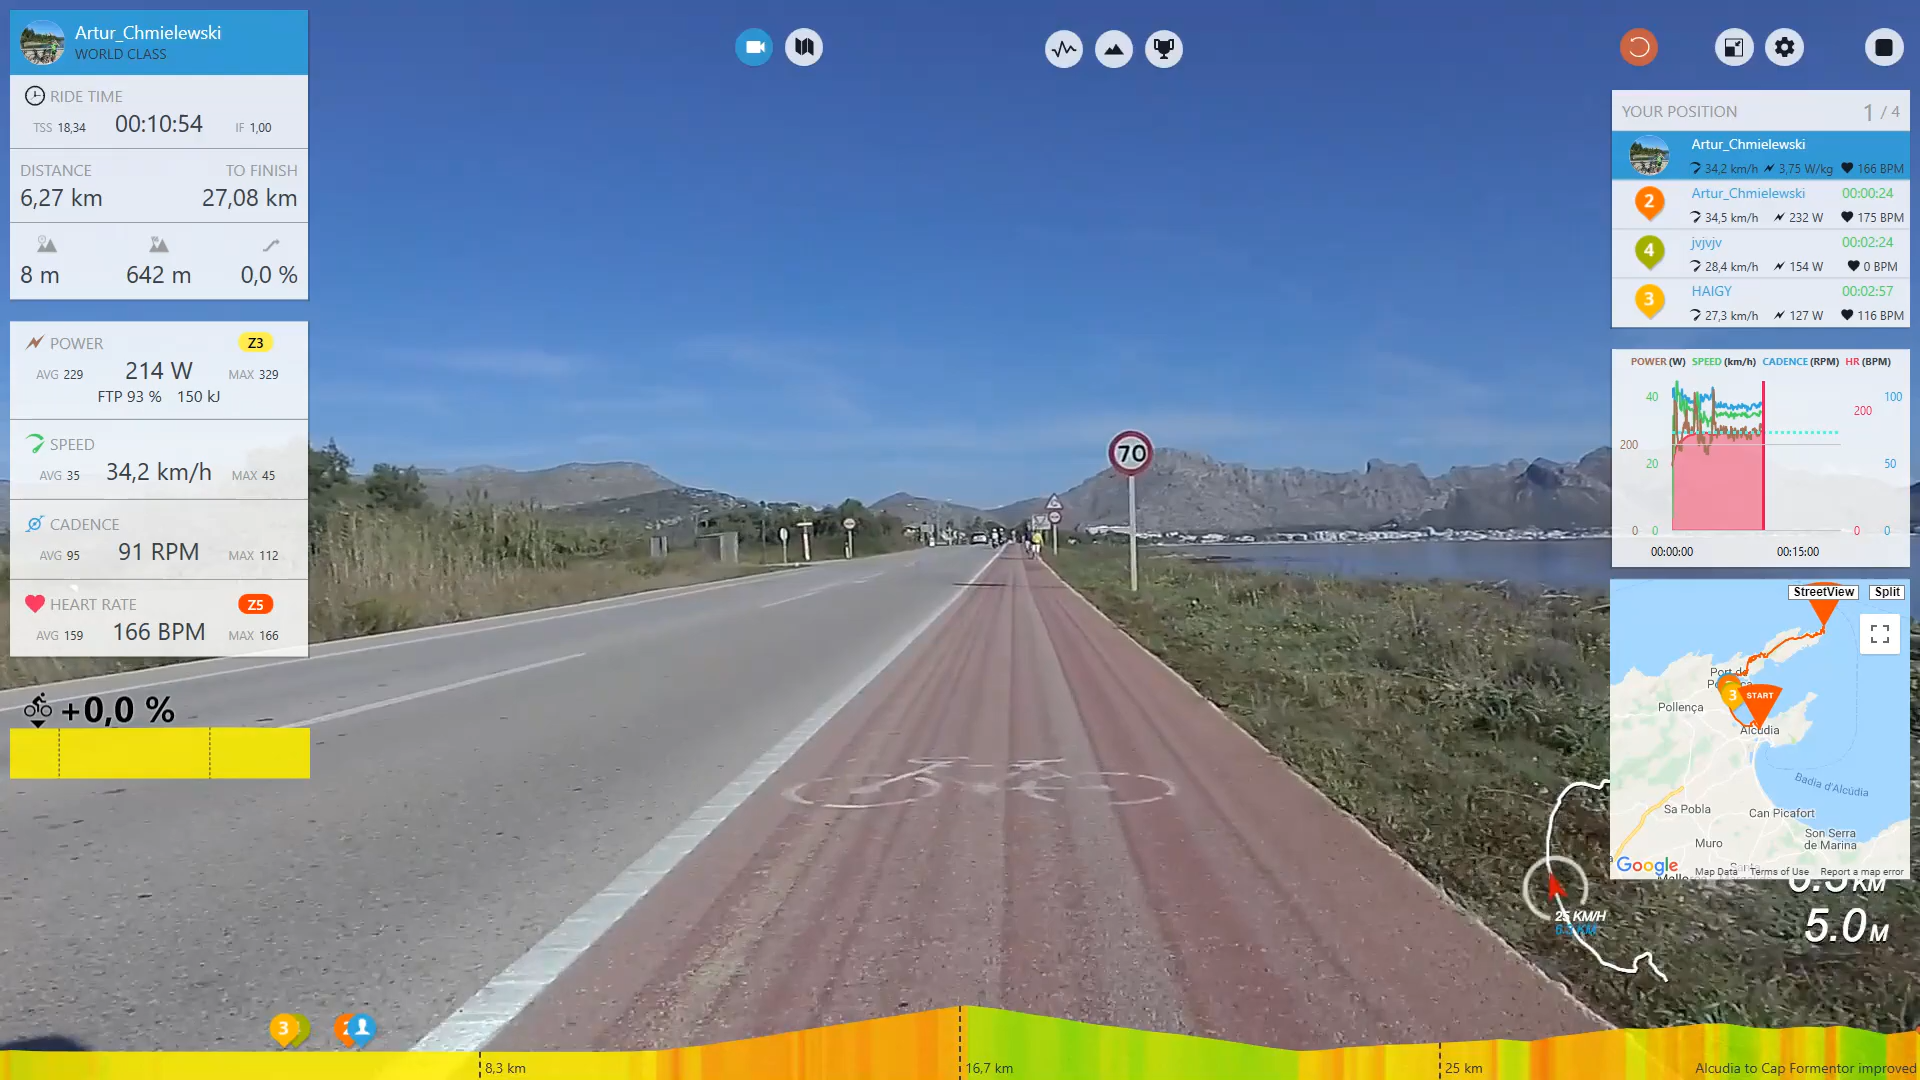 Artur_Chmielewski
WORLD CLASS
RIDE TIME
TSS 18,34 00:10:54 IF 1,00
DISTANCE TO FINISH
6,27 km 27,08 km
8 m 642 m 0,0 %
POWER Z3
AVG 229 214 W MAX 329
FTP 93 % 150 kJ
SPEED
AVG 35 34,2 km/h MAX 45
CADENCE
AVG 95 91 RPM MAX 112
HEART RATE Z5
AVG 159 166 BPM MAX 166
+0,0 %
70
YOUR POSITION 1 / 4
Artur_Chmielewski
34,2 km/h 3,75 W/kg 166 BPM
2 Artur_Chmielewski 00:00:24
34,5 km/h 232 W 175 BPM
4 jvjvjv 00:02:24
28,4 km/h 154 W 0 BPM
3 HAIGY 00:02:57
27,3 km/h 127 W 116 BPM
POWER (W) SPEED (km/h) CADENCE (RPM) HR (BPM)
40 100
200
200
20 50
0 0 0 0
00:00:00 00:15:00
StreetView Split
Port de
3 START
Pollença
Alcudia
Badia d'Alcúdia
Sa Pobla
Can Picafort
Son Serra
de Marina
Muro
Google Map Data Terms of Use Report a map error
25 KM/H
5.0 M
3
8,3 km 16,7 km 25 km Alcudia to Cap Formentor improved